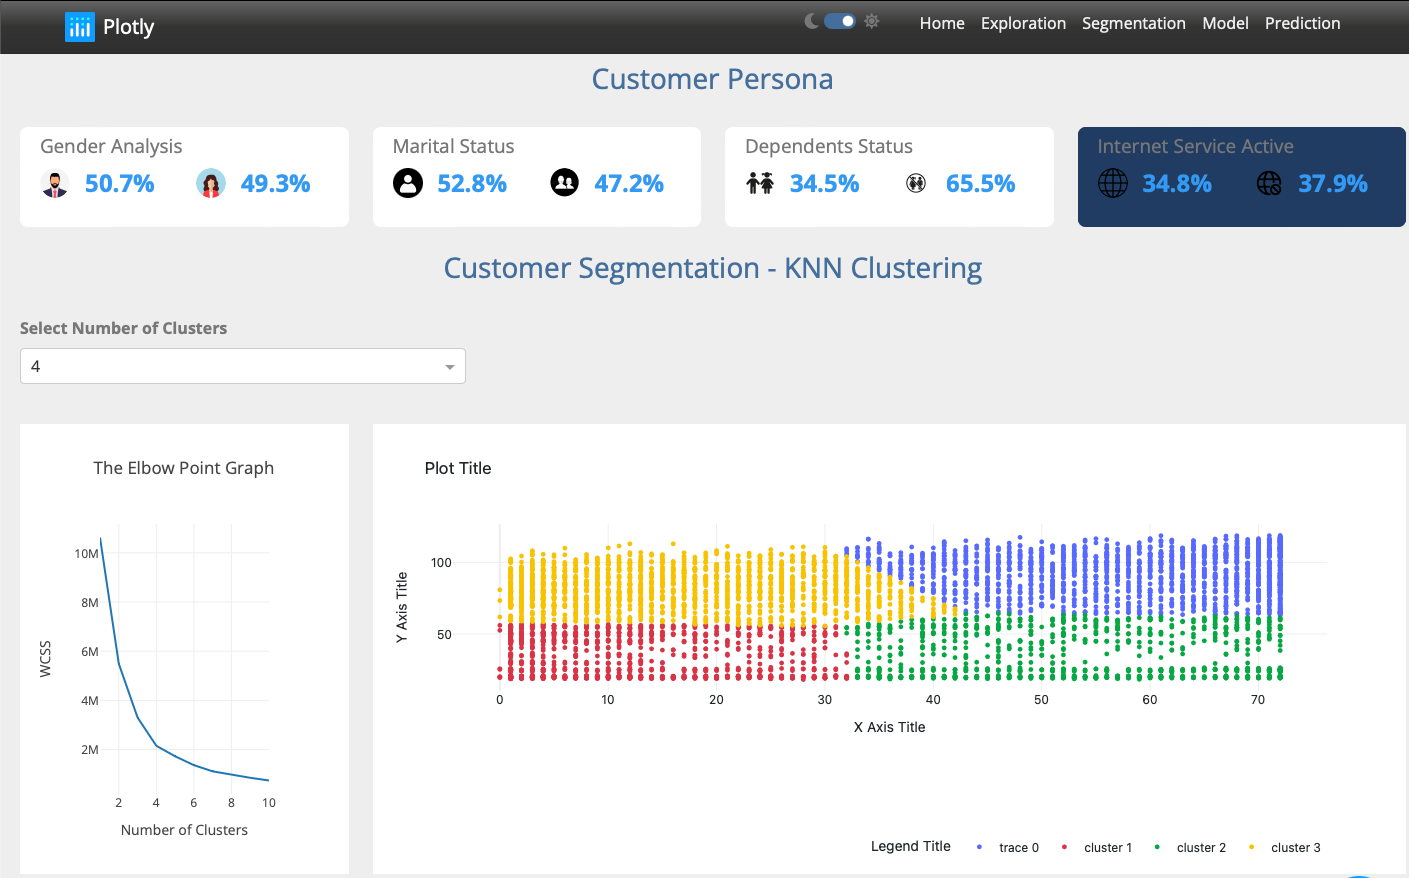 Plotly
Home Exploration Segmentation Model Prediction
Customer Persona
Gender Analysis
50.7% 49.3%
Marital Status
52.8% 47.2%
Dependents Status
34.5% 65.5%
Internet Service Active
34.8% 37.9%
Customer Segmentation - KNN Clustering
Select Number of Clusters
4
The Elbow Point Graph
WCSS
10M
8M
6M
4M
2M
2 4 6 8 10
Number of Clusters
Plot Title
Y Axis Title
100
50
0 10 20 30 40 50 60 70
X Axis Title
Legend Title trace 0 cluster 1 cluster 2 cluster 3